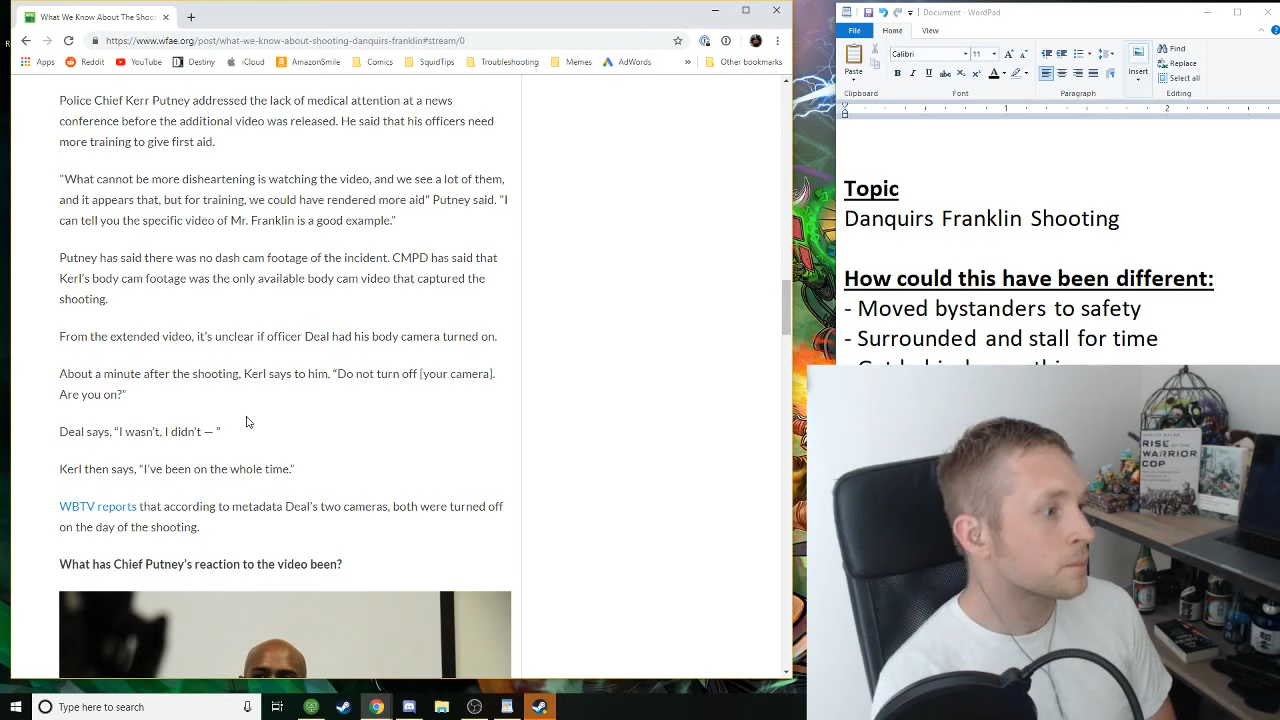 What We Know About The Shoo
https://what-we-know-about-shooting-danquirs-franklin#stream/0
Apps
Reddit
YouTube
Destiny
iCloud
AmazonSmile
Comics
SquidTips
Troubleshooting
Memes
AdWords
»
Other bookmarks
Police Chief Kerr Putney addressed the lack of medical attention at a news
conference before the additional video was released. He said that his officers need
more training to give first aid.
"What couldn't be more disheartening is watching the video, and we see a lot of them,
and it appears that but for training, we could have rendered more aid" Putney said. "I
can tell you the specific video of Mr. Franklin is a good example."
Putney has said there was no dash cam footage of the incident. CMPD has said that
Kerl's body cam footage was the only available body cam video that captured the
shooting.
From the extended video, it's unclear if officer Deal had his body camera turned on.
About a minute after the shooting, Kerl says to him, “Do not turn off [your camera].
Are you on?”
Deal says, “I wasn't, I didn't — “
Kerl then says, “I've been on the whole time.”
WBTV reports that according to metadata Deal's two cameras, both were turned off
on the day of the shooting.
What has Chief Putney's reaction to the video been?
Type here to search
Document - WordPad
File
Home
View
Paste
Clipboard
Calibri
11
Font
Paragraph
Insert
Find
Replace
Select all
Editing
1
2
Topic
Danquirs Franklin Shooting
How could this have been different:
- Moved bystanders to safety
- Surrounded and stall for time
RISE OF THE
WARRIOR
COP